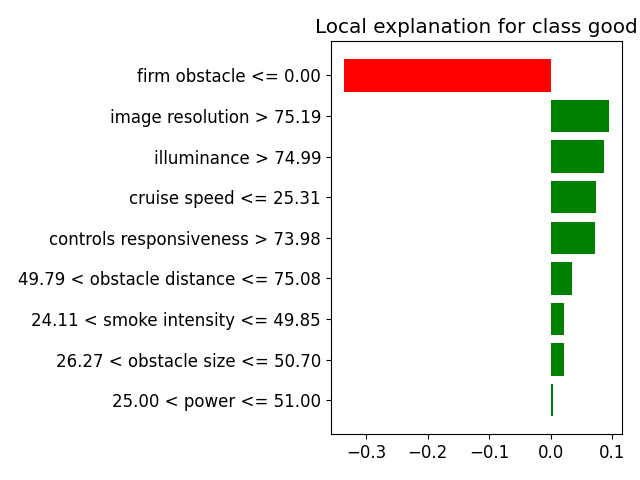 Local explanation for class good
firm obstacle <= 0.00
image resolution > 75.19
illuminance > 74.99
cruise speed <= 25.31
controls responsiveness > 73.98
49.79 < obstacle distance <= 75.08
24.11 < smoke intensity <= 49.85
26.27 < obstacle size <= 50.70
25.00 < power <= 51.00
−0.3 −0.2 −0.1 0.0 0.1